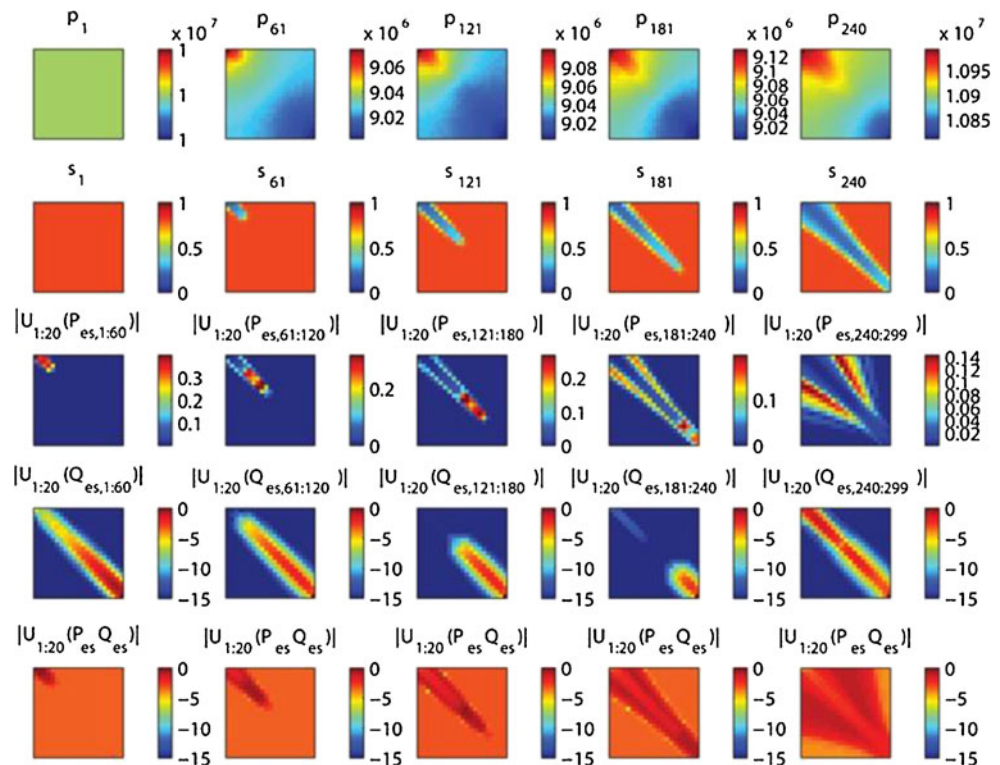 p1 p61 p121 p181 p240
x 10^7 x 10^6 x 10^6 x 10^6 x 10^7
1 1 1
9.06 9.04 9.02
9.08 9.06 9.04 9.02
9.12 9.1 9.08 9.06 9.04 9.02
1.095 1.09 1.085
s1 s61 s121 s181 s240
1 0.5 0
1 0.5 0
1 0.5 0
1 0.5 0
1 0.5 0
|U1:20(Pes,1:60)| |U1:20(Pes,61:120)| |U1:20(Pes,121:180)| |U1:20(Pes,181:240)| |U1:20(Pes,240:299)|
0.3 0.2 0.1
0.2 0
0.2 0.1 0
0.1 0
0.14 0.12 0.1 0.08 0.06 0.04 0.02
|U1:20(Qes,1:60)| |U1:20(Qes,61:120)| |U1:20(Qes,121:180)| |U1:20(Qes,181:240)| |U1:20(Qes,240:299)|
0 −5 −10 −15
0 −5 −10 −15
0 −5 −10 −15
0 −5 −10 −15
0 −5 −10 −15
|U1:20(Pes Qes)| |U1:20(Pes Qes)| |U1:20(Pes Qes)| |U1:20(Pes Qes)| |U1:20(Pes Qes)|
0 −5 −10 −15
0 −5 −10 −15
0 −5 −10 −15
0 −5 −10 −15
0 −5 −10 −15